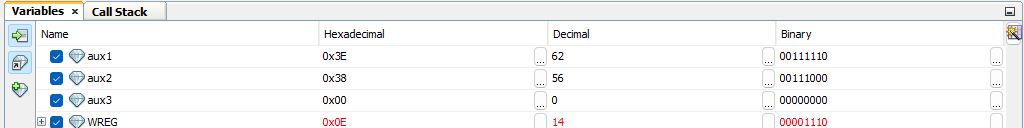 Variables × Call Stack
Name Hexadecimal Decimal Binary
aux1 0x3E ... 62 ... 00111110 ...
aux2 0x38 ... 56 ... 00111000 ...
aux3 0x00 ... 0 ... 00000000 ...
WREG 0x0E ... 14 ... 00001110 ...